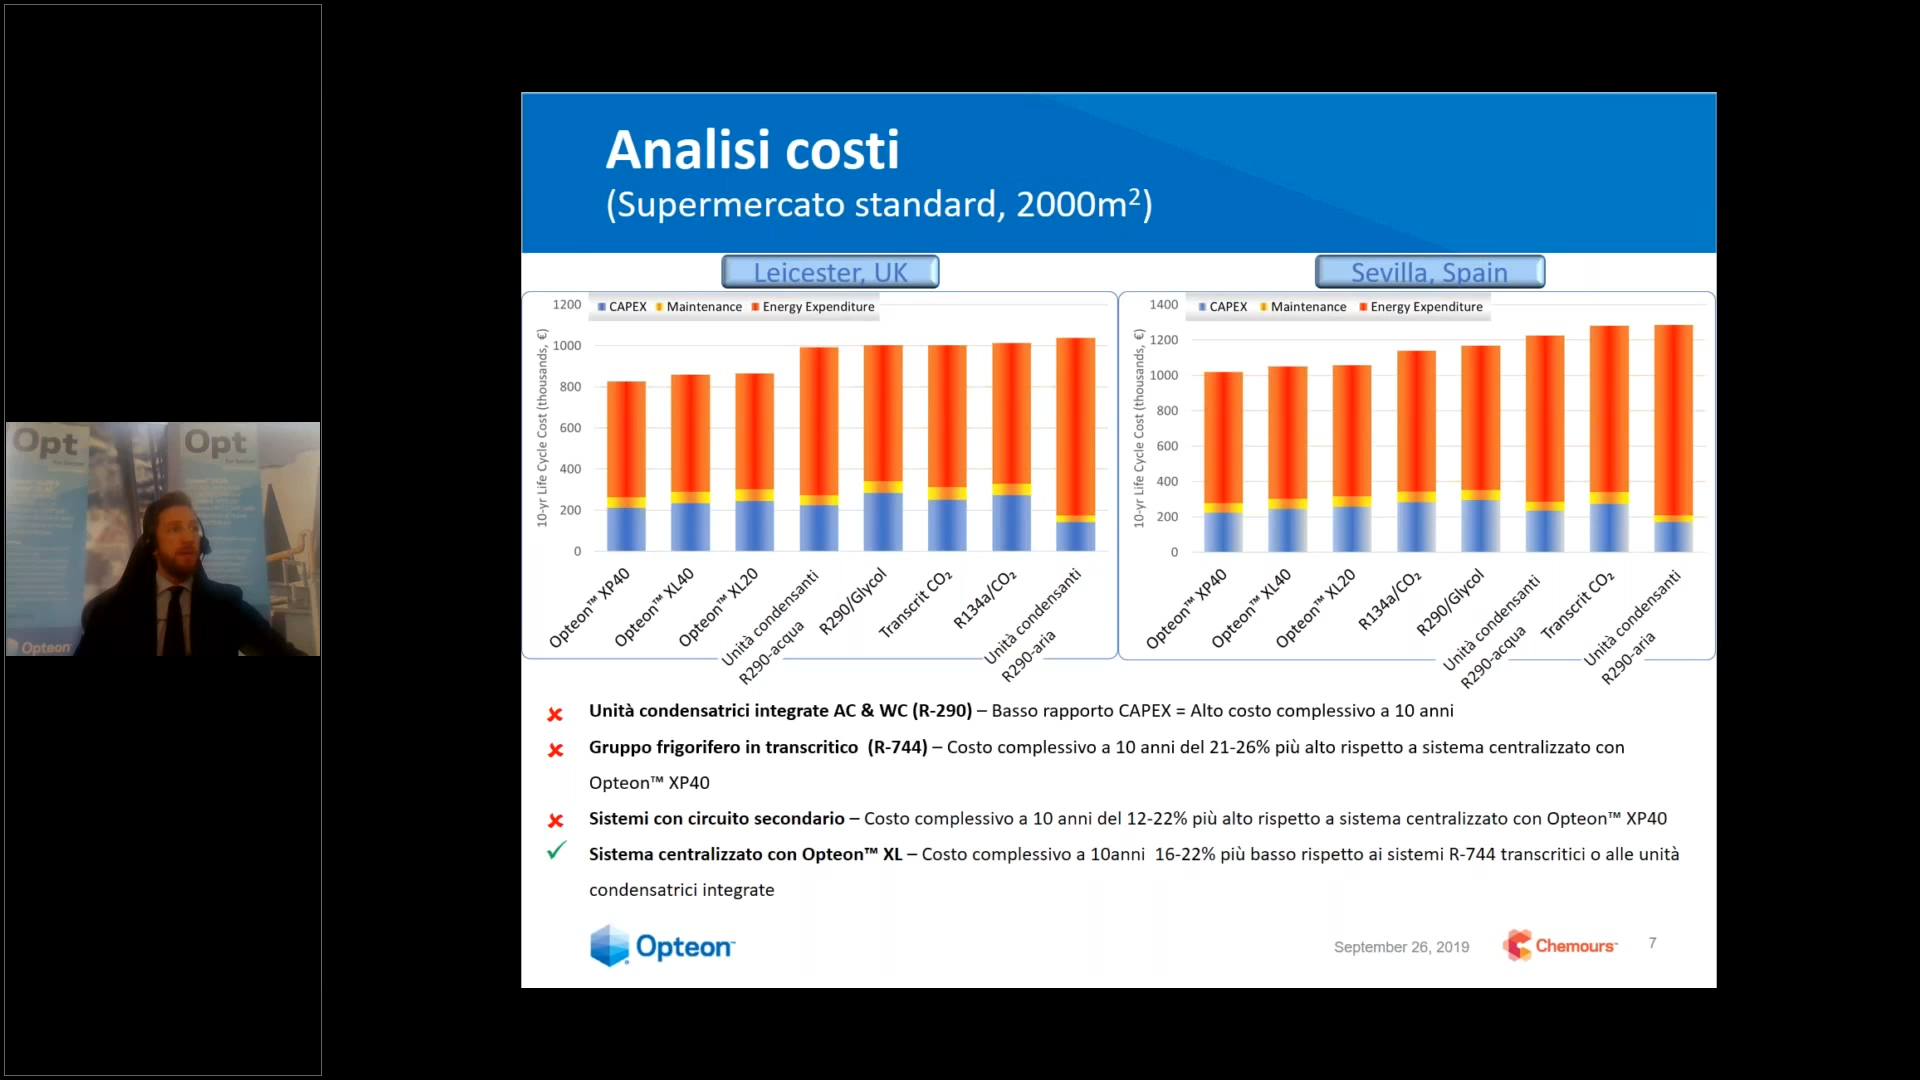 Analisi costi
(Supermercato standard, 2000m²)
Leicester, UK
CAPEX Maintenance Energy Expenditure
10-yr Life Cycle Cost (thousands, €)
1200
1000
800
600
400
200
0
Opteon™ XP40
Opteon™ XL40
Opteon™ XL20
Unità condensanti
R290-acqua
R290/Glycol
Transcrit CO₂
R134a/CO₂
Unità condensanti
R290-aria
Sevilla, Spain
CAPEX Maintenance Energy Expenditure
10-yr Life Cycle Cost (thousands, €)
1400
1200
1000
800
600
400
200
0
Opteon™ XP40
Opteon™ XL40
Opteon™ XL20
R134a/CO₂
R290/Glycol
Unità condensanti
R290-acqua
Transcrit CO₂
Unità condensanti
R290-aria
Unità condensatrici integrate AC & WC (R-290) – Basso rapporto CAPEX = Alto costo complessivo a 10 anni
Gruppo frigorifero in transcritico (R-744) – Costo complessivo a 10 anni del 21-26% più alto rispetto a sistema centralizzato con
Opteon™ XP40
Sistemi con circuito secondario – Costo complessivo a 10 anni del 12-22% più alto rispetto a sistema centralizzato con Opteon™ XP40
Sistema centralizzato con Opteon™ XL – Costo complessivo a 10anni 16-22% più basso rispetto ai sistemi R-744 transcritici o alle unità
condensatrici integrate
Opteon™
September 26, 2019
Chemours™
7
Opt
Opt
Opteon